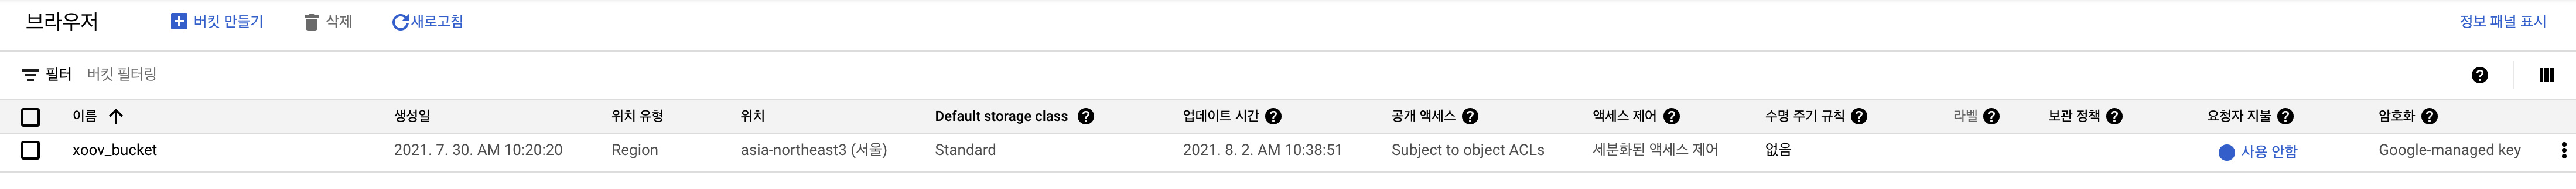 브라우저 버킷 만들기 삭제 새로고침 정보 패널 표시
필터 버킷 필터링
이름 생성일 위치 유형 위치 Default storage class 업데이트 시간 공개 액세스 액세스 제어 수명 주기 규칙 라벨 보관 정책 요청자 지불 암호화
xoov_bucket 2021. 7. 30. AM 10:20:20 Region asia-northeast3 (서울) Standard 2021. 8. 2. AM 10:38:51 Subject to object ACLs 세분화된 액세스 제어 없음 사용 안함 Google-managed key